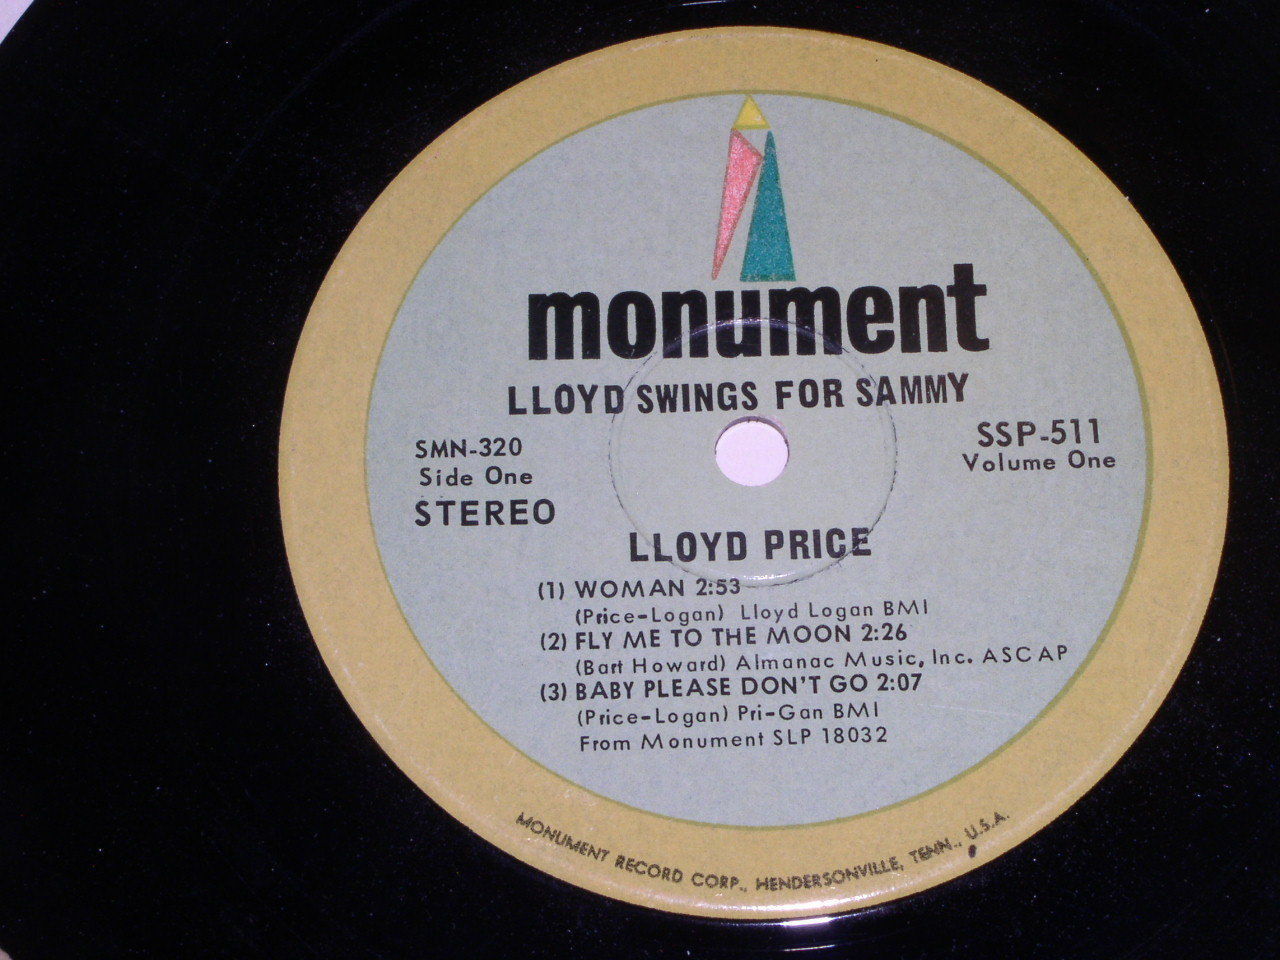 monument
LLOYD SWINGS FOR SAMMY
SMN-320
Side One
STEREO
SSP-511
Volume One
LLOYD PRICE
(1) WOMAN 2:53
(Price-Logan) Lloyd Logan BMI
(2) FLY ME TO THE MOON 2:26
(Bart Howard) Almanac Music, Inc. ASCAP
(3) BABY PLEASE DON'T GO 2:07
(Price-Logan) Pri-Gan BMI
From Monument SLP 18032
MONUMENT RECORD CORP., HENDERSONVILLE, TENN., U.S.A.